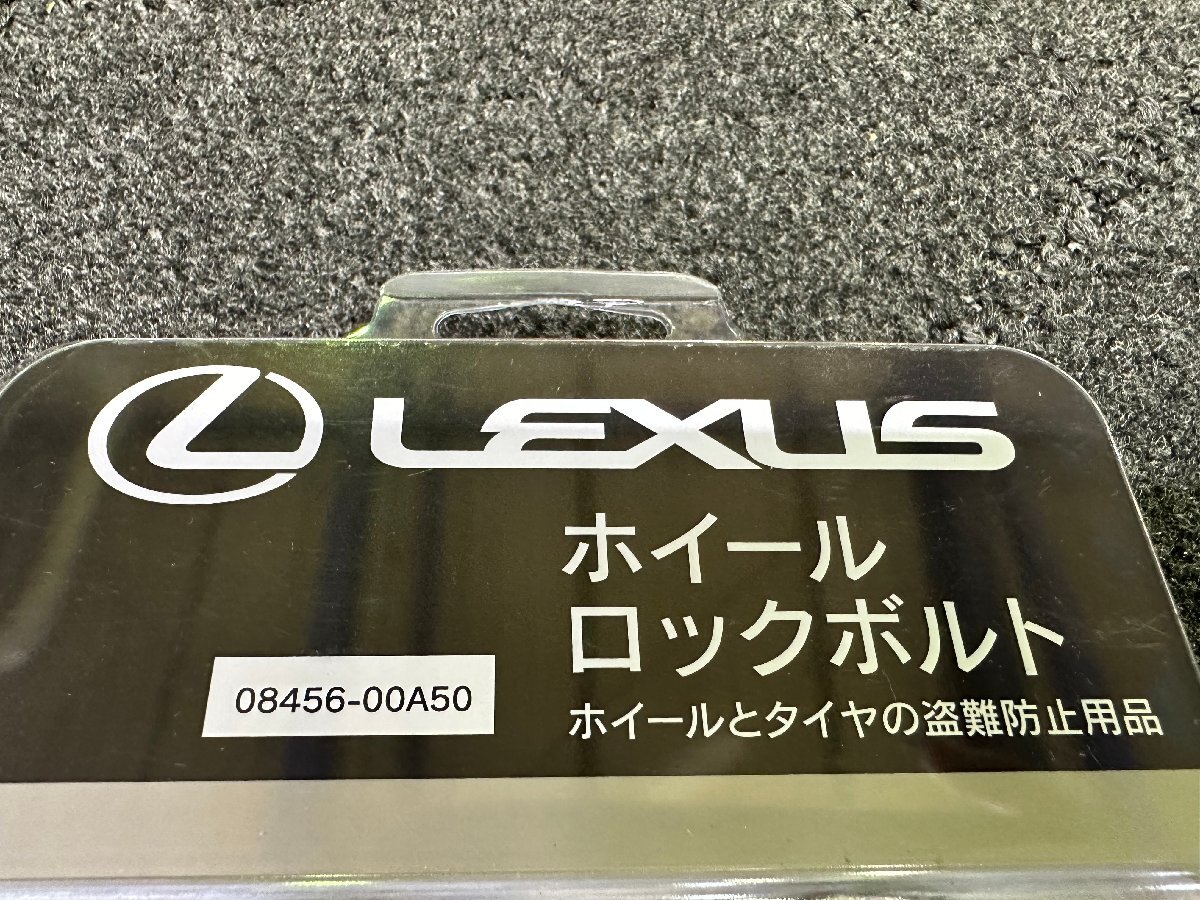 LEXUS
ホイール
ロックボルト
08456-00A50
ホイールとタイヤの盗難防止用品